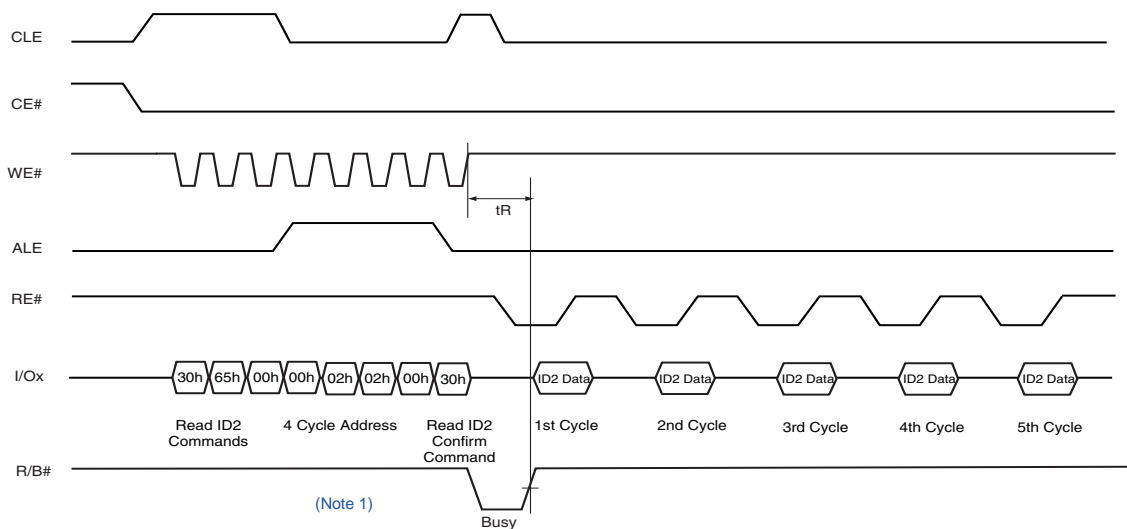 CLE
CE#
WE#
tR
ALE
RE#
I/Ox
30h 65h 00h 00h 02h 02h 00h 30h ID2 Data ID2 Data ID2 Data ID2 Data ID2 Data
Read ID2
Commands
4 Cycle Address
Read ID2
Confirm
Command
1st Cycle
2nd Cycle
3rd Cycle
4th Cycle
5th Cycle
R/B#
(Note 1)
Busy